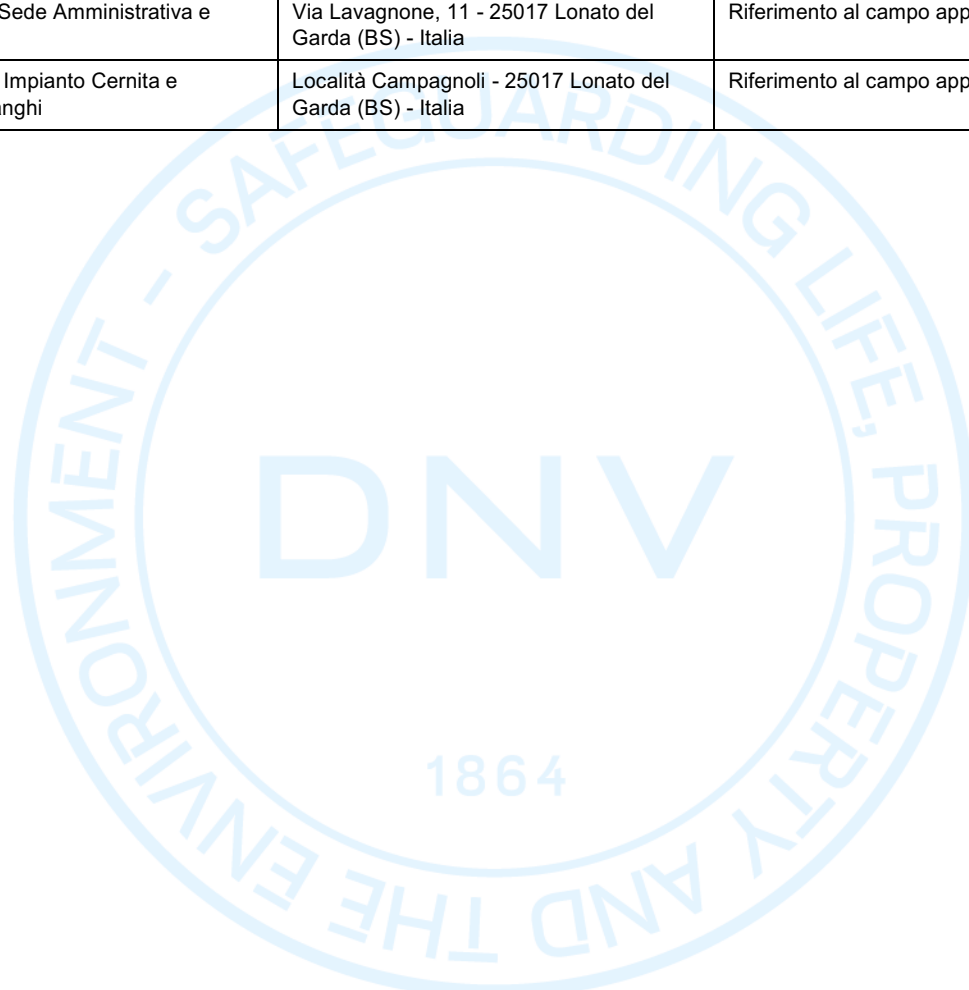 Sede Amministrativa e
Via Lavagnone, 11 - 25017 Lonato del
Garda (BS) - Italia
Riferimento al campo app
Impianto Cernita e
anghi
Località Campagnoli - 25017 Lonato del
Garda (BS) - Italia
Riferimento al campo app
SAFEGUARDING LIFE, PROPERTY AND THE ENVIRONMENT -
DNV
1864